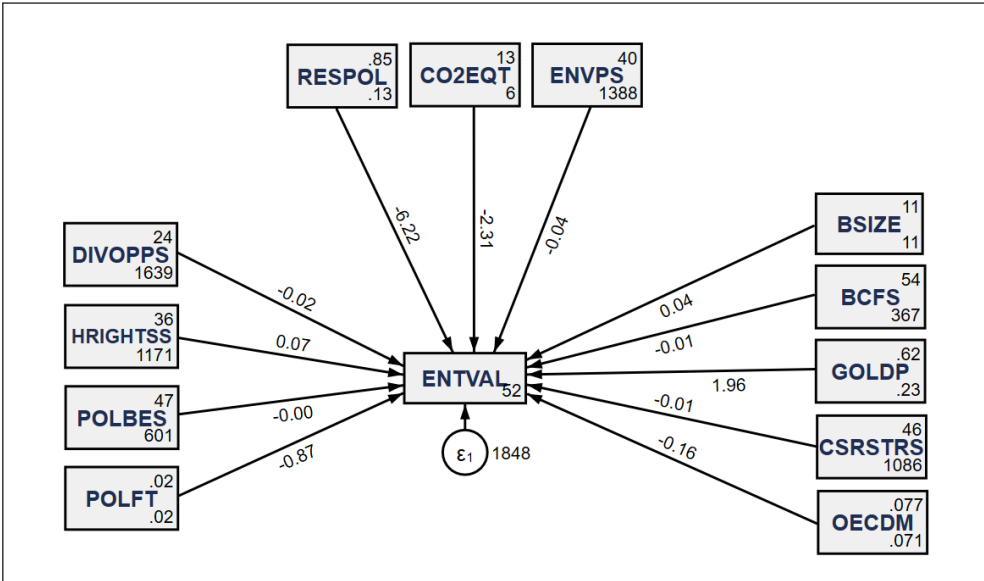 .85
RESPOL
.13
13
CO2EQT
6
40
ENVPS
1388
-6.22
-2.31
-0.04
24
DIVOPPS
1639
-0.02
36
HRIGHTSS
1171
0.07
47
POLBES
601
-0.00
.02
POLFT
.02
-0.87
ENTVAL
52
ε1
1848
11
BSIZE
11
0.04
54
BCFS
367
-0.01
.62
GOLDP
.23
1.96
46
CSRSTRS
1086
-0.01
.077
OECDM
.071
-0.16